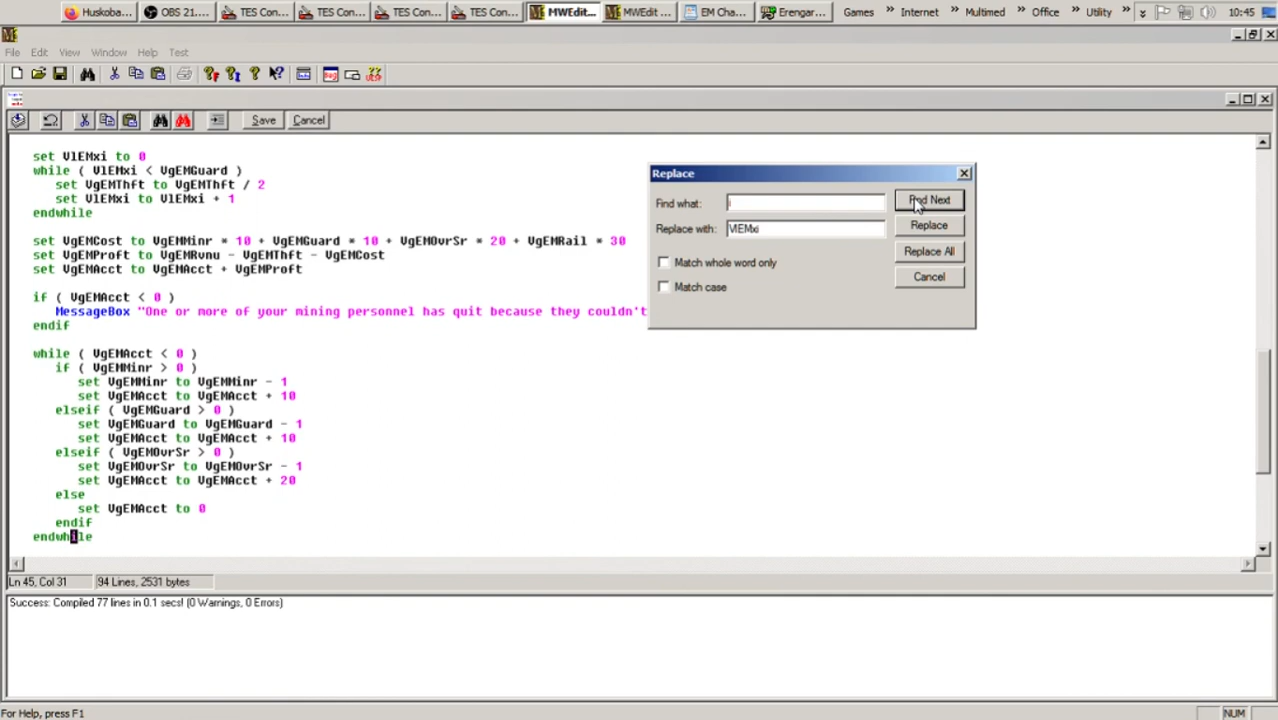 Huskoba... OBS 21.... TES Con... TES Con... TES Con... TES Con... MWEdit... MWEdit ... EM Cha... Erengar... Games » Internet » Multimed » Office » Utility » 10:45
File Edit View Window Help Test
Save Cancel
set VlEMxi to 0
while ( VlEMxi < VgEMGuard )
set VgEMThft to VgEMThft / 2
set VlEMxi to VlEMxi + 1
endwhile
set VgEMCost to VgEMMinr * 10 + VgEMGuard * 10 + VgEMOvrSr * 20 + VgEMRail * 30
set VgEMProft to VgEMRvnu - VgEMThft - VgEMCost
set VgEMAcct to VgEMAcct + VgEMProft
if ( VgEMAcct < 0 )
MessageBox "One or more of your mining personnel has quit because they couldn't
endif
while ( VgEMAcct < 0 )
if ( VgEMMinr > 0 )
set VgEMMinr to VgEMMinr - 1
set VgEMAcct to VgEMAcct + 10
elseif ( VgEMGuard > 0 )
set VgEMGuard to VgEMGuard - 1
set VgEMAcct to VgEMAcct + 10
elseif ( VgEMOvrSr > 0 )
set VgEMOvrSr to VgEMOvrSr - 1
set VgEMAcct to VgEMAcct + 20
else
set VgEMAcct to 0
endif
endwhile
Replace
Find what: i
Find Next
Replace with: VlEMxi
Replace
Match whole word only
Replace All
Match case
Cancel
Ln 45, Col 31 94 Lines, 2531 bytes
Success: Compiled 77 lines in 0.1 secs! (0 Warnings, 0 Errors)
For Help, press F1 NUM